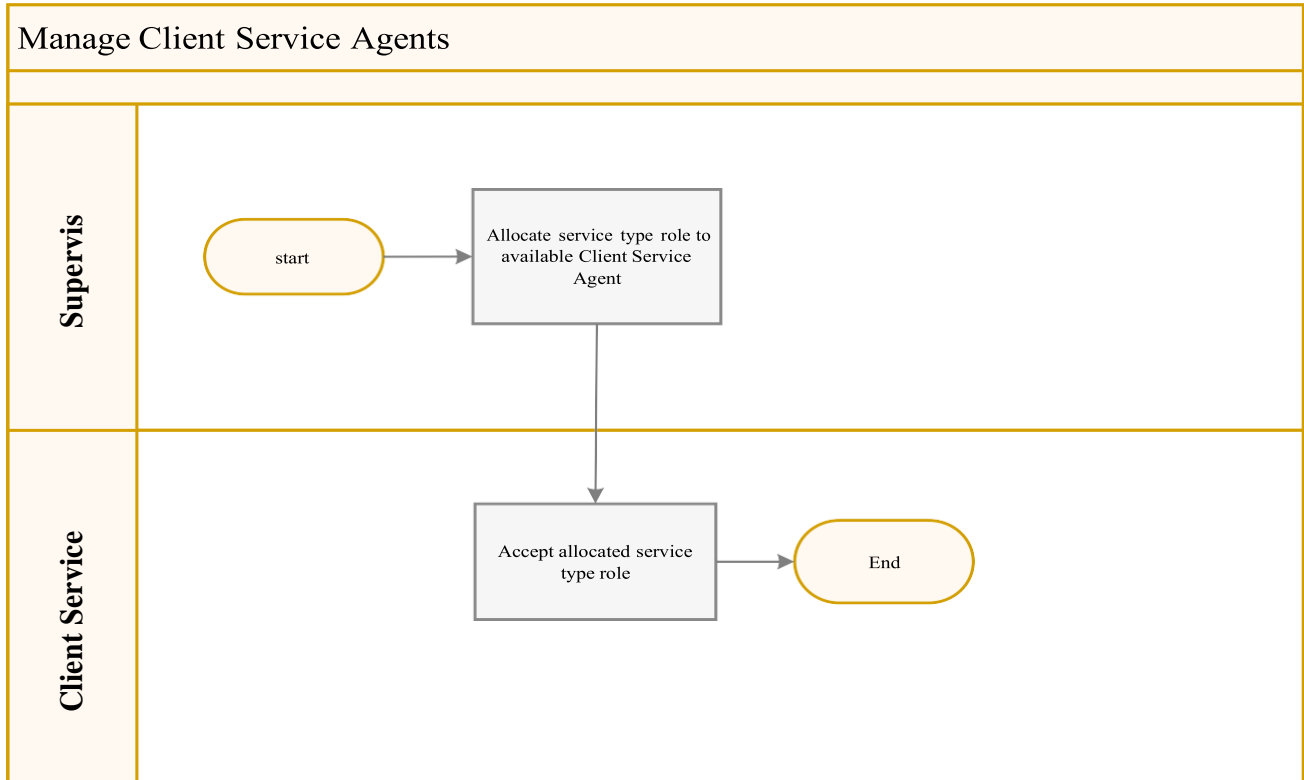 Manage Client Service Agents
Supervis
start
Allocate service type role to
available Client Service
Agent
Client Service
Accept allocated service
type role
End